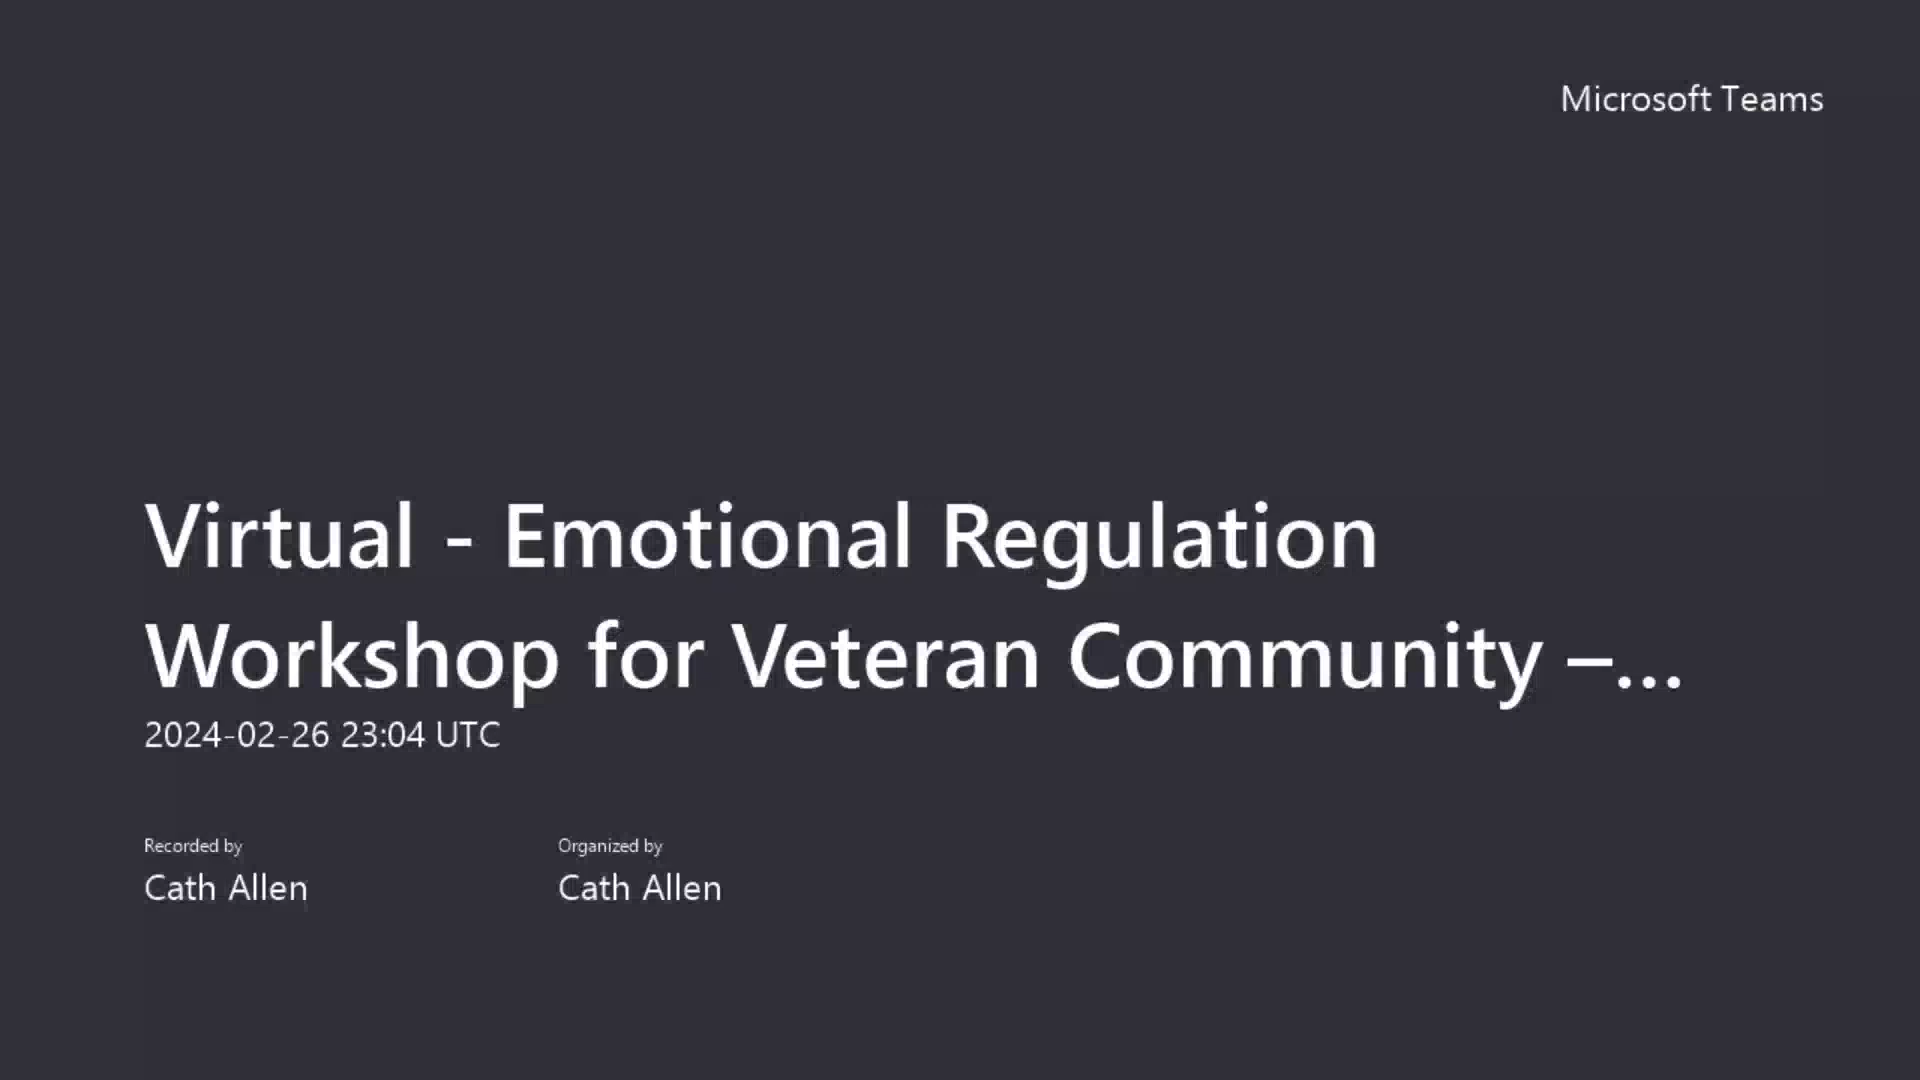 Microsoft Teams
Virtual - Emotional Regulation
Workshop for Veteran Community –...
2024-02-26 23:04 UTC
Recorded by
Cath Allen
Organized by
Cath Allen